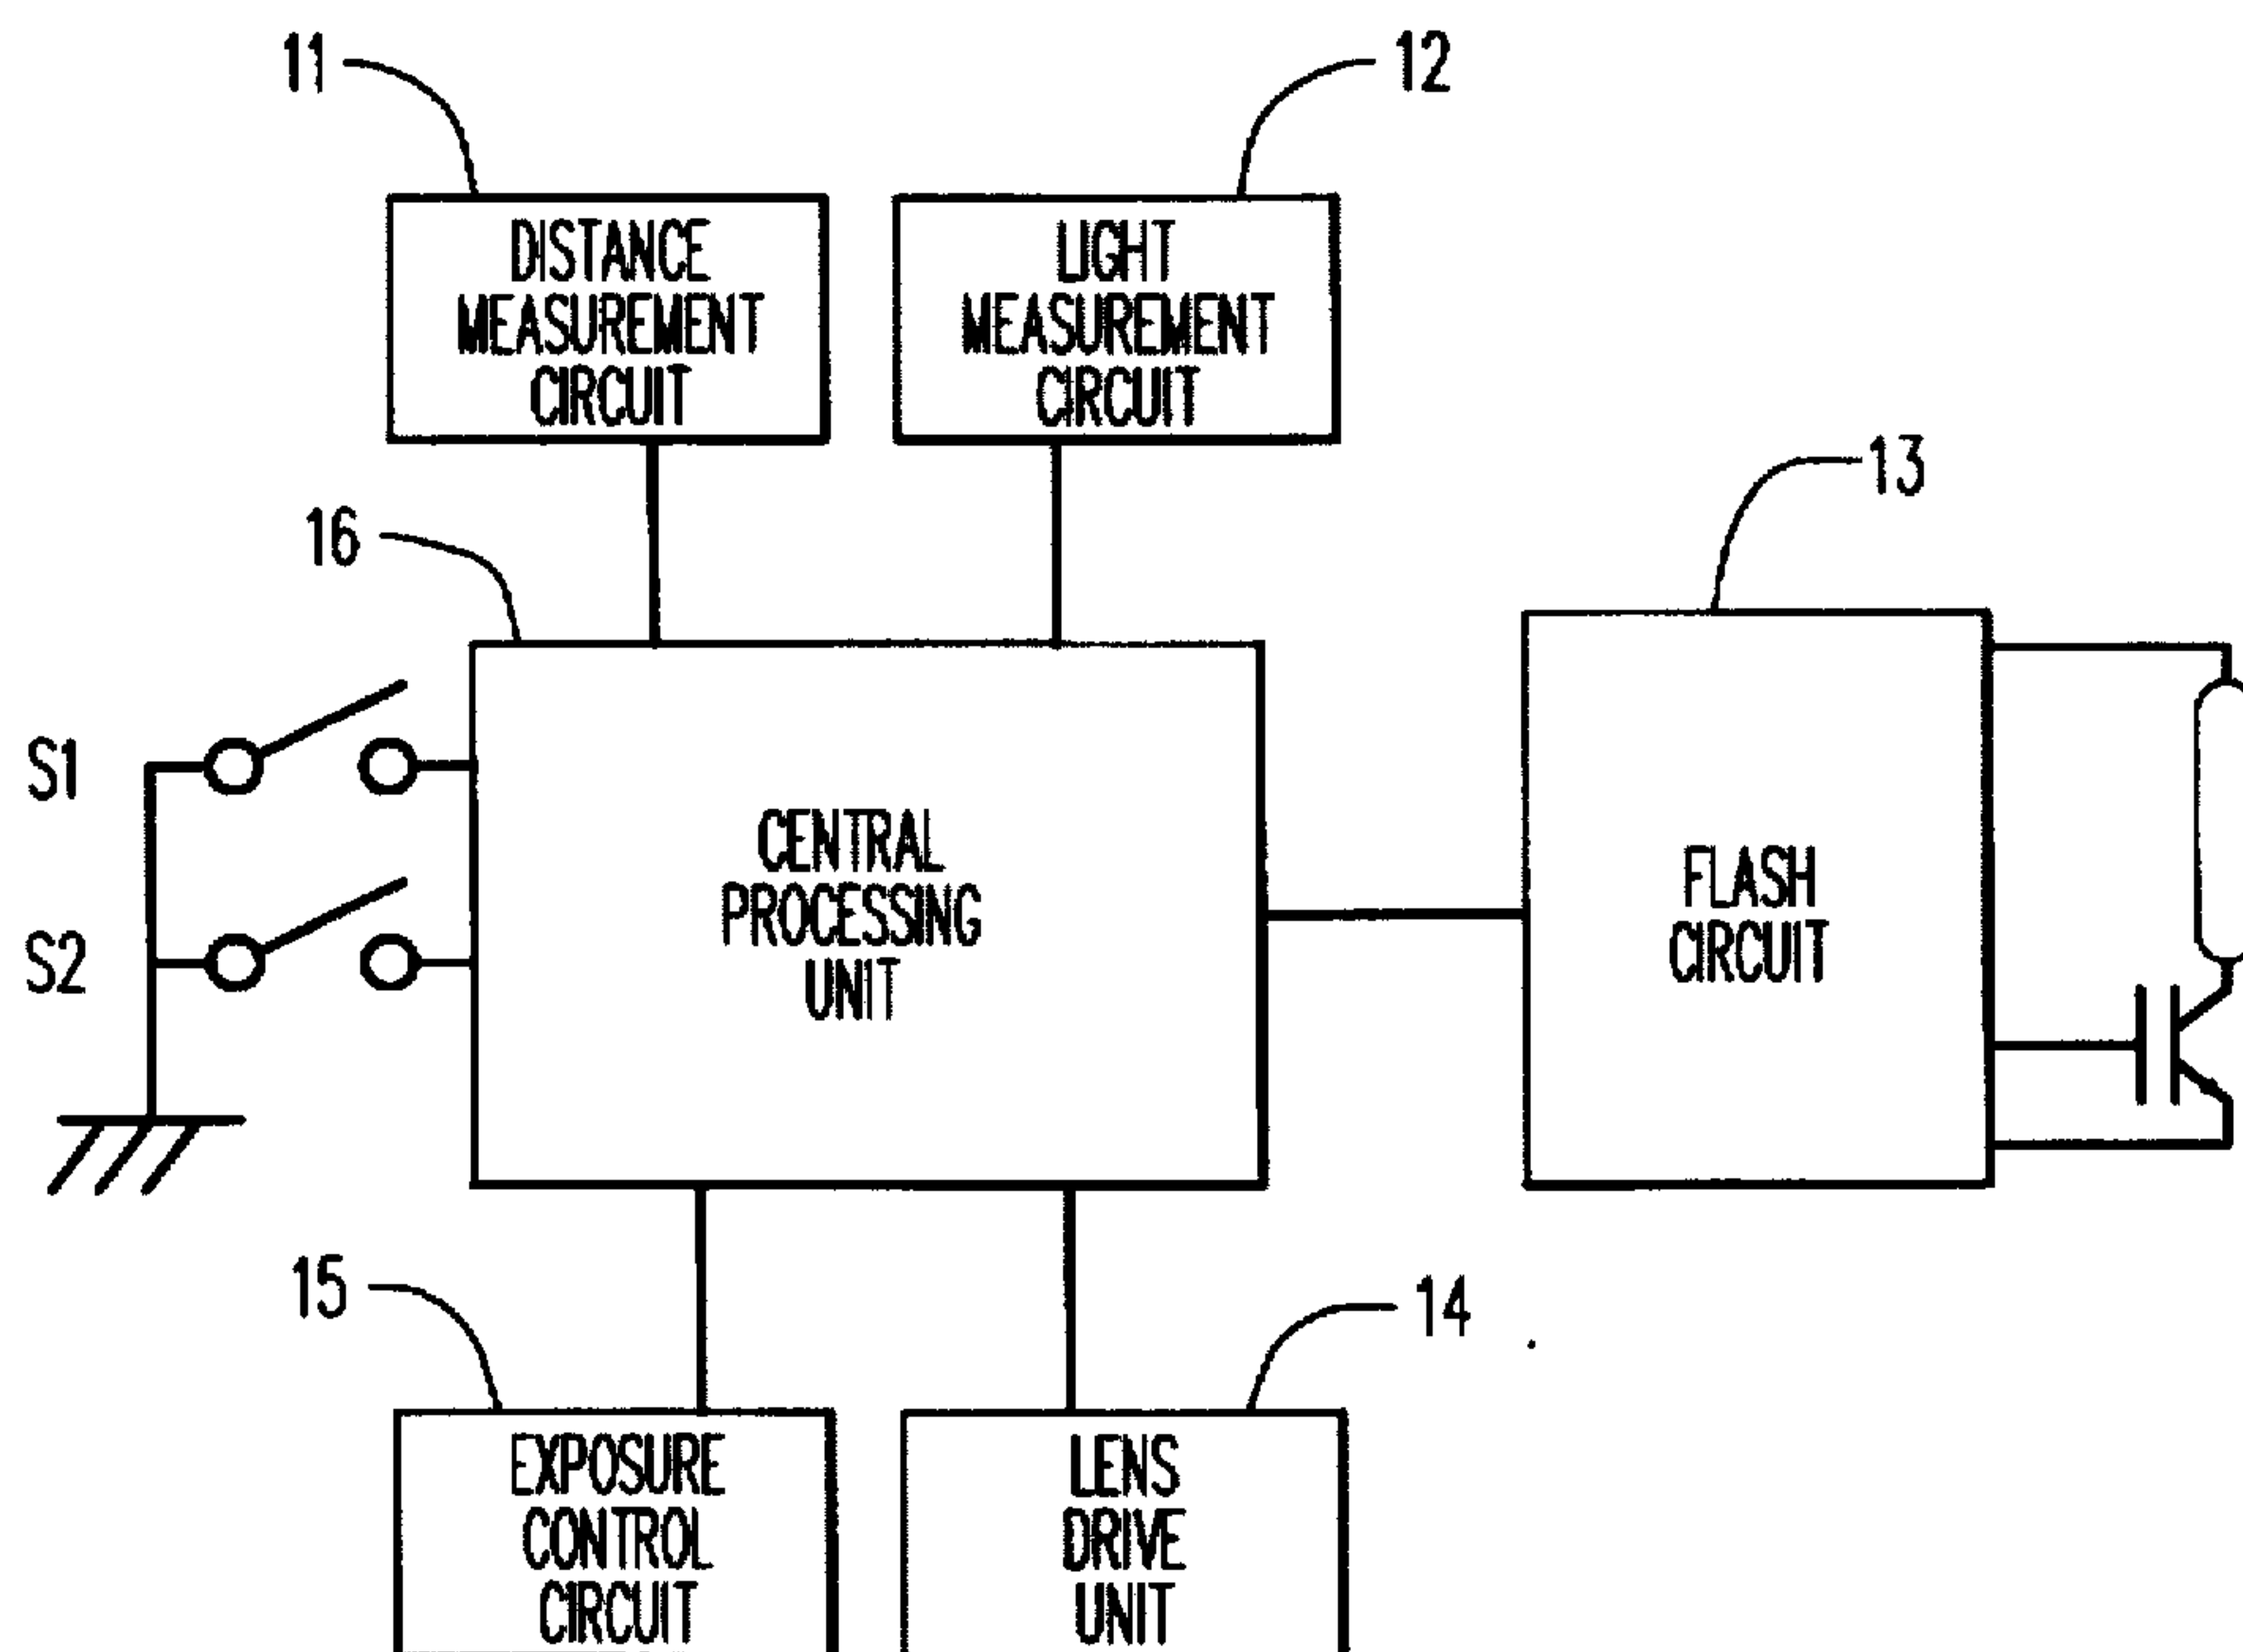 11
12
DISTANCE
MEASUREMENT
CIRCUIT
LIGHT
MEASUREMENT
CIRCUIT
13
16
S1
S2
CENTRAL
PROCESSING
UNIT
FLASH
CIRCUIT
15
14
EXPOSURE
CONTROL
CIRCUIT
LENS
DRIVE
UNIT